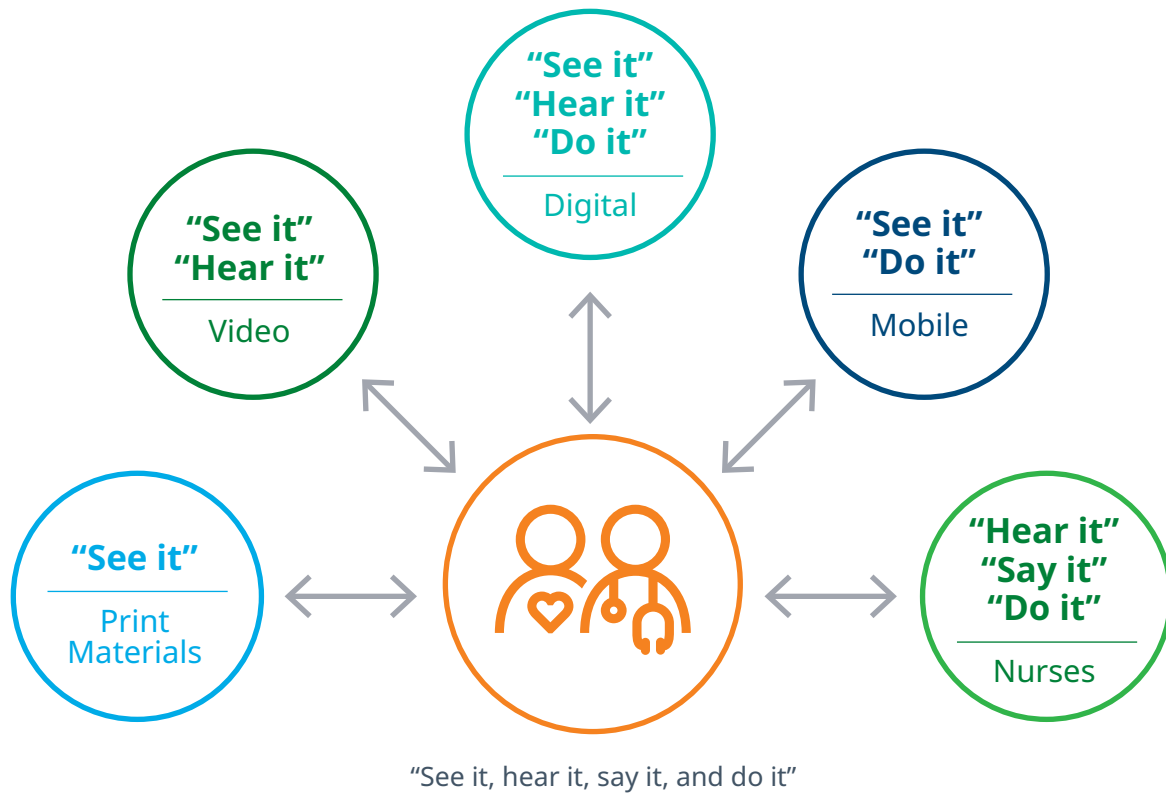 “See it”
“Hear it”
“Do it”
Digital
“See it”
“Hear it”
Video
“See it”
“Do it”
Mobile
“See it”
Print
Materials
“Hear it”
“Say it”
“Do it”
Nurses
“See it, hear it, say it, and do it”